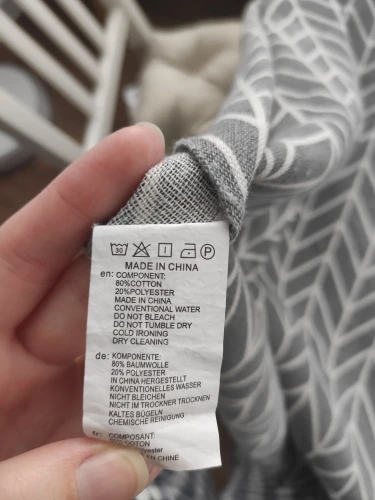 30
P
MADE IN CHINA
en: COMPONENT:
80%COTTON
20%POLYESTER
MADE IN CHINA
CONVENTIONAL WATER
DO NOT BLEACH
DO NOT TUMBLE DRY
COLD IRONING
DRY CLEANING
de: KOMPONENTE:
80% BAUMWOLLE
20% POLYESTER
IN CHINA HERGESTELLT
KONVENTIONELLES WASSER
NICHT BLEICHEN
NICHT IM TROCKNER TROCKNEN
KALTES BÜGELN
CHEMISCHE REINIGUNG
COMPOSANT:
CHINE